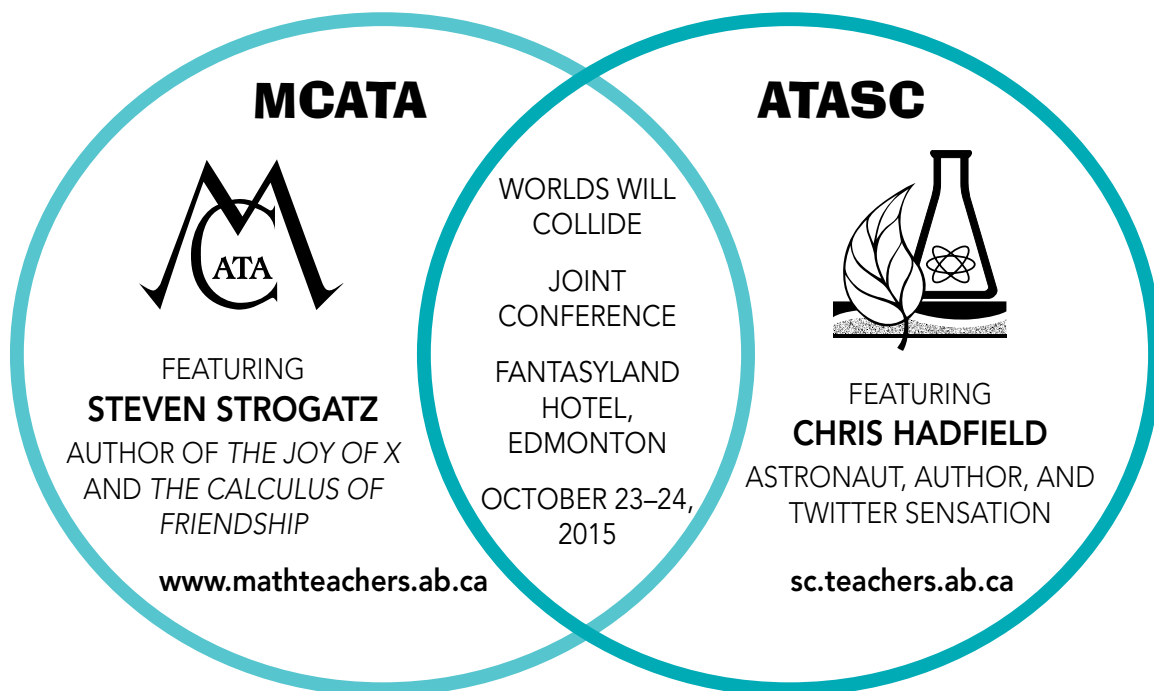 MCATA
MC ATA
FEATURING
STEVEN STROGATZ
AUTHOR OF THE JOY OF X
AND THE CALCULUS OF
FRIENDSHIP
www.mathteachers.ab.ca
WORLDS WILL
COLLIDE
JOINT
CONFERENCE
FANTASYLAND
HOTEL,
EDMONTON
OCTOBER 23–24,
2015
ATASC
FEATURING
CHRIS HADFIELD
ASTRONAUT, AUTHOR, AND
TWITTER SENSATION
sc.teachers.ab.ca